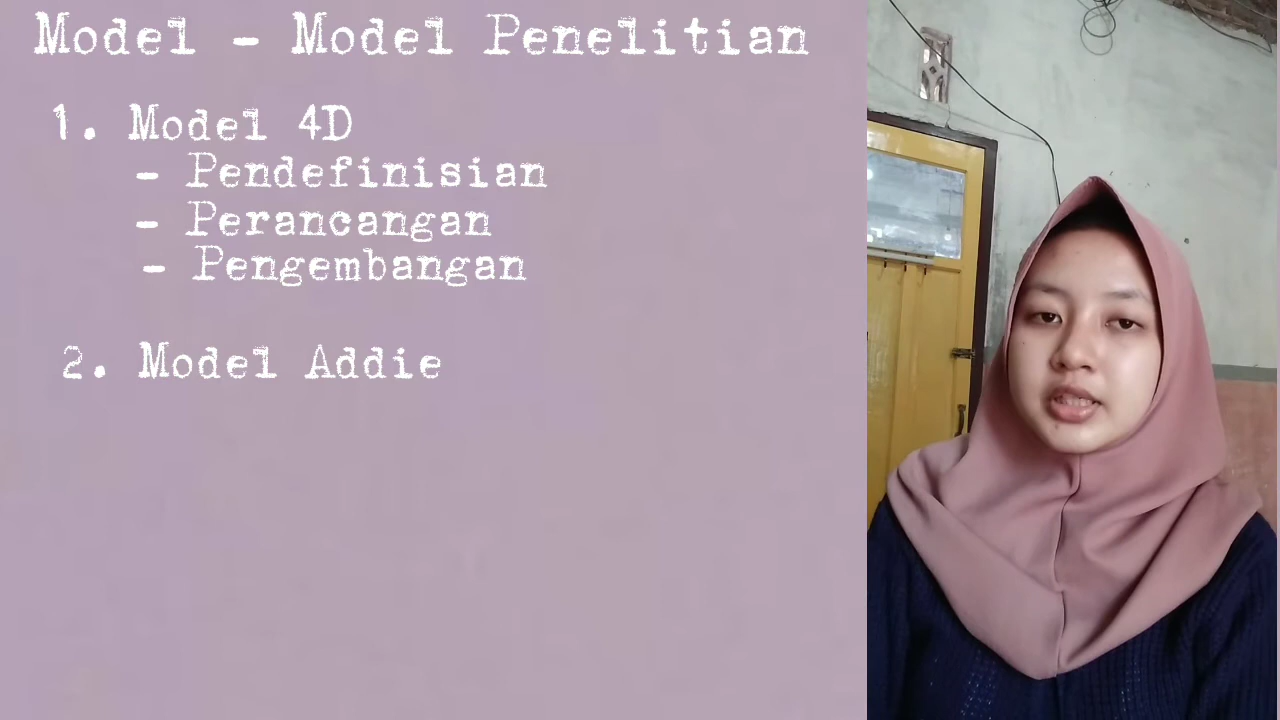 Model - Model Penelitian
1. Model 4D
- Pendefinisian
- Perancangan
- Pengembangan
2. Model Addie